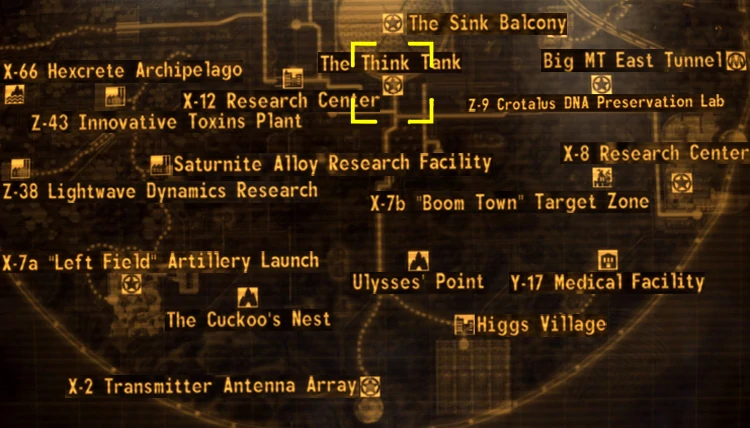 The Sink Balcony
The Think Tank
Big MT East Tunnel
X-66 Hexcrete Archipelago
X-12 Research Center
Z-9 Crotalus DNA Preservation Lab
Z-43 Innovative Toxins Plant
X-8 Research Center
Saturnite Alloy Research Facility
Z-38 Lightwave Dynamics Research
X-7b "Boom Town" Target Zone
X-7a "Left Field" Artillery Launch
Ulysses' Point
Y-17 Medical Facility
The Cuckoo's Nest
Higgs Village
X-2 Transmitter Antenna Array